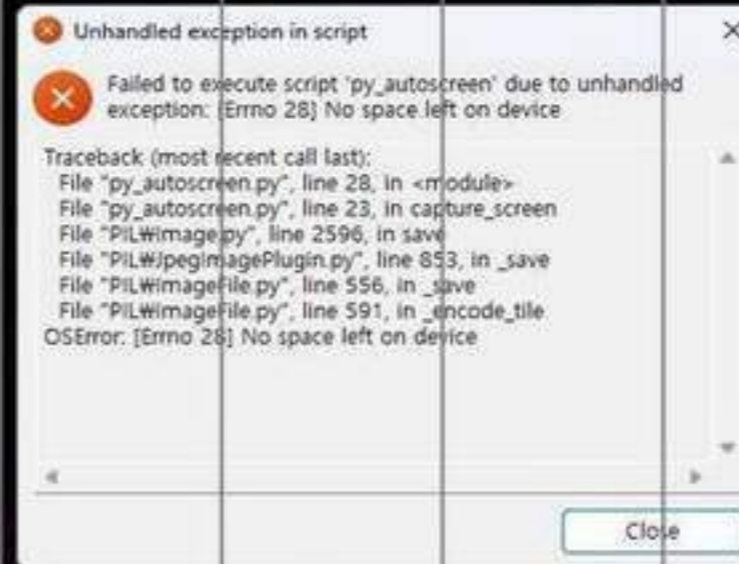 Unhandled exception in script
Failed to execute script 'py_autoscreen' due to unhandled
exception: [Errno 28] No space left on device
Traceback (most recent call last):
File "py_autoscreen.py", line 28, in <module>
File "py_autoscreen.py", line 23, in capture_screen
File "PIL₩Image.py", line 2596, in save
File "PIL₩JpegImagePlugin.py", line 853, in _save
File "PIL₩ImageFile.py", line 556, in _save
File "PIL₩ImageFile.py", line 591, in _encode_tile
OSError: [Errno 28] No space left on device
Close